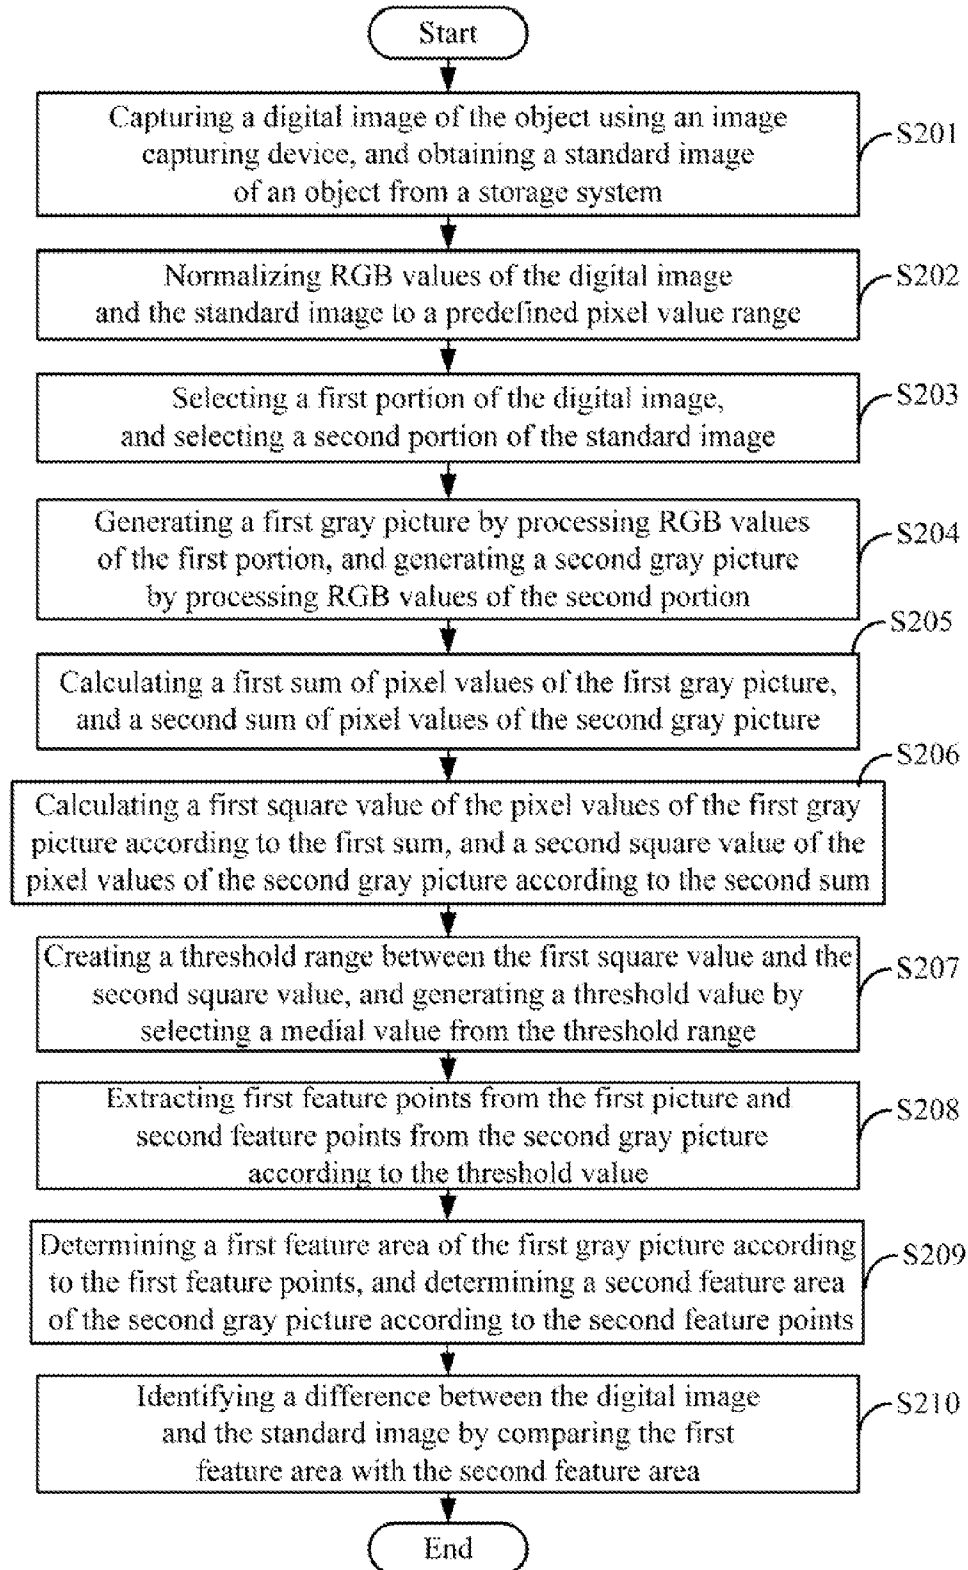 Start
Capturing a digital image of the object using an image
capturing device, and obtaining a standard image
of an object from a storage system
S201
Normalizing RGB values of the digital image
and the standard image to a predefined pixel value range
S202
Selecting a first portion of the digital image,
and selecting a second portion of the standard image
S203
Generating a first gray picture by processing RGB values
of the first portion, and generating a second gray picture
by processing RGB values of the second portion
S204
Calculating a first sum of pixel values of the first gray picture,
and a second sum of pixel values of the second gray picture
S205
Calculating a first square value of the pixel values of the first gray
picture according to the first sum, and a second square value of the
pixel values of the second gray picture according to the second sum
S206
Creating a threshold range between the first square value and the
second square value, and generating a threshold value by
selecting a medial value from the threshold range
S207
Extracting first feature points from the first picture and
second feature points from the second gray picture
according to the threshold value
S208
Determining a first feature area of the first gray picture according
to the first feature points, and determining a second feature area
of the second gray picture according to the second feature points
S209
Identifying a difference between the digital image
and the standard image by comparing the first
feature area with the second feature area
S210
End